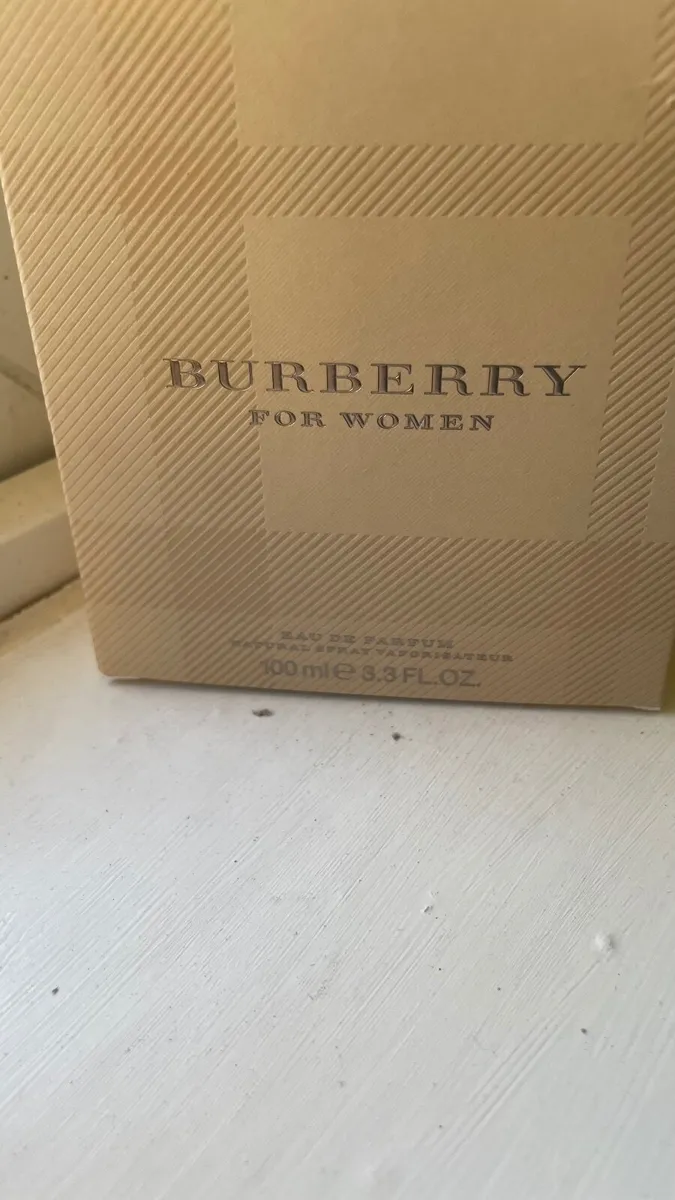 BURBERRY
FOR WOMEN
EAU DE PARFUM
NATURAL SPRAY VAPORISATEUR
100 ml ℮ 3.3 FL.OZ.